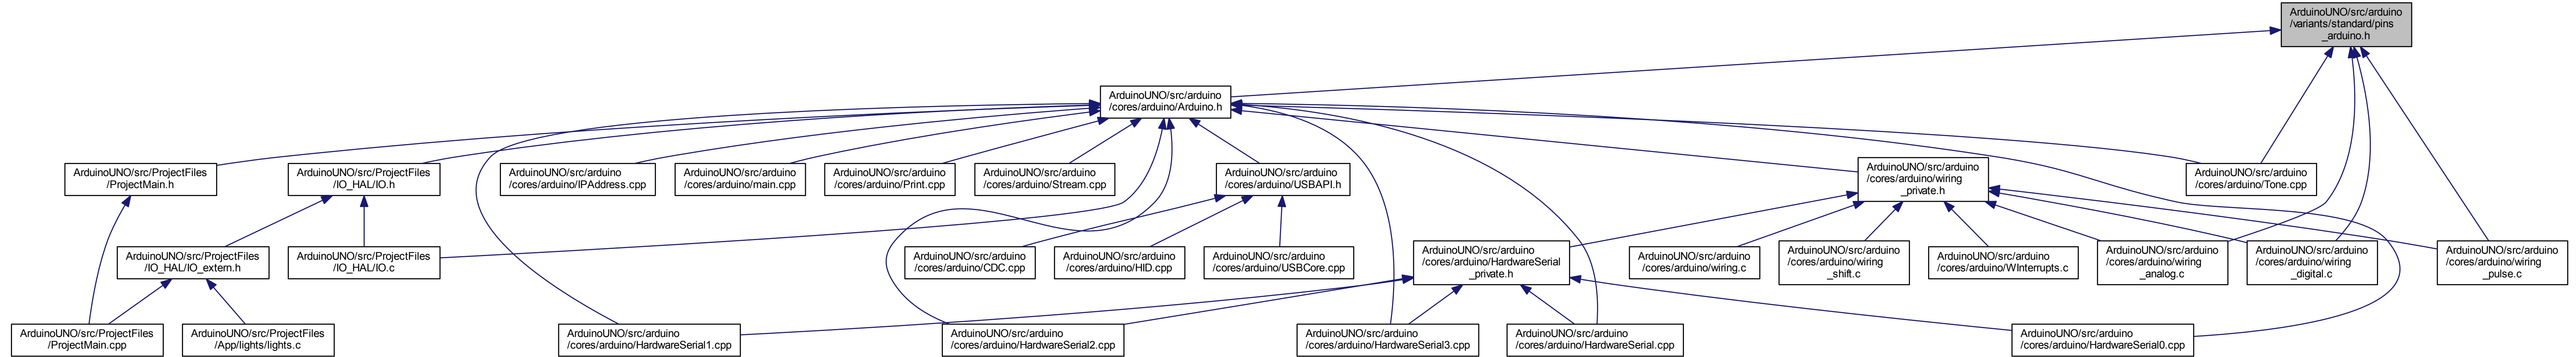 ArduinoUNO/src/arduino
/variants/standard/pins
_arduino.h
ArduinoUNO/src/arduino
/cores/arduino/Arduino.h
ArduinoUNO/src/ProjectFiles
/ProjectMain.h
ArduinoUNO/src/ProjectFiles
/IO_HAL/IO.h
ArduinoUNO/src/arduino
/cores/arduino/IPAddress.cpp
ArduinoUNO/src/arduino
/cores/arduino/main.cpp
ArduinoUNO/src/arduino
/cores/arduino/Print.cpp
ArduinoUNO/src/arduino
/cores/arduino/Stream.cpp
ArduinoUNO/src/arduino
/cores/arduino/USBAPI.h
ArduinoUNO/src/arduino
/cores/arduino/wiring
_private.h
ArduinoUNO/src/arduino
/cores/arduino/Tone.cpp
ArduinoUNO/src/ProjectFiles
/IO_HAL/IO_extern.h
ArduinoUNO/src/ProjectFiles
/IO_HAL/IO.c
ArduinoUNO/src/arduino
/cores/arduino/CDC.cpp
ArduinoUNO/src/arduino
/cores/arduino/HID.cpp
ArduinoUNO/src/arduino
/cores/arduino/USBCore.cpp
ArduinoUNO/src/arduino
/cores/arduino/HardwareSerial
_private.h
ArduinoUNO/src/arduino
/cores/arduino/wiring.c
ArduinoUNO/src/arduino
/cores/arduino/wiring
_shift.c
ArduinoUNO/src/arduino
/cores/arduino/WInterrupts.c
ArduinoUNO/src/arduino
/cores/arduino/wiring
_analog.c
ArduinoUNO/src/arduino
/cores/arduino/wiring
_digital.c
ArduinoUNO/src/arduino
/cores/arduino/wiring
_pulse.c
ArduinoUNO/src/ProjectFiles
/ProjectMain.cpp
ArduinoUNO/src/ProjectFiles
/App/lights/lights.c
ArduinoUNO/src/arduino
/cores/arduino/HardwareSerial1.cpp
ArduinoUNO/src/arduino
/cores/arduino/HardwareSerial2.cpp
ArduinoUNO/src/arduino
/cores/arduino/HardwareSerial3.cpp
ArduinoUNO/src/arduino
/cores/arduino/HardwareSerial.cpp
ArduinoUNO/src/arduino
/cores/arduino/HardwareSerial0.cpp